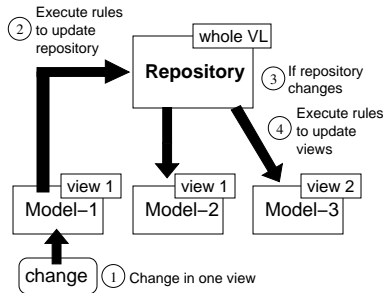 2 Execute rules
to update
repository
whole VL
Repository
3 If repository
changes
4 Execute rules
to update
views
view 1
Model–1
view 1
Model–2
view 2
Model–3
change
1 Change in one view